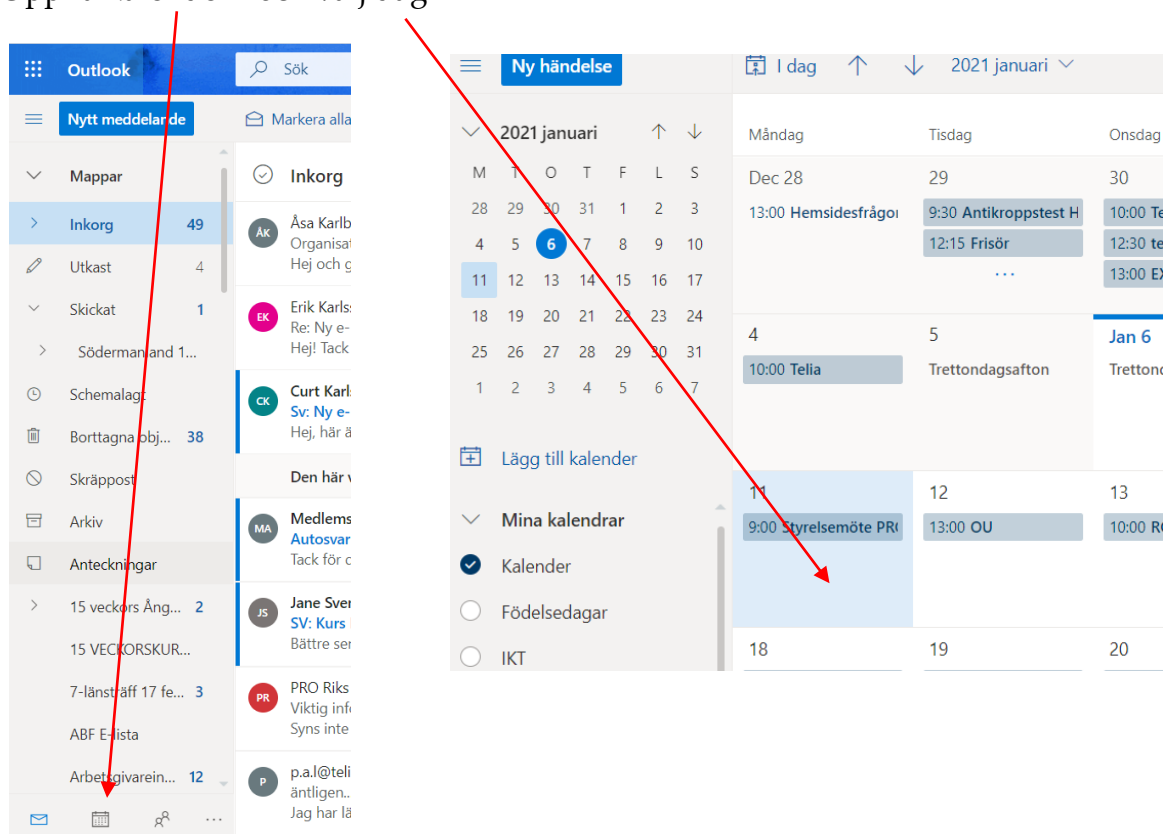 Outlook
Sök
Nytt meddelande
Markera alla
Mappar
Inkorg 49
Utkast 4
Skickat 1
Södermanland 1...
Schemalagt
Borttagna obj... 38
Skräppost
Arkiv
Anteckningar
15 veckors Ång... 2
15 VECKORSKUR...
7-länsträff 17 fe... 3
ABF E-lista
Arbetsgivarein... 12
Inkorg
ÅK Åsa Karlb
Organisat
Hej och g
EK Erik Karls
Re: Ny e-
Hej! Tack
CK Curt Karl
Sv: Ny e-
Hej, här ä
Den här v
MA Medlems
Autosvar
Tack för
JS Jane Sver
SV: Kurs
Bättre ser
PR PRO Riks
Viktig inf
Syns inte
P p.a.l@teli
äntligen..
Jag har lä
Ny händelse
2021 januari
M T O T F L S
28 29 30 31 1 2 3
4 5 6 7 8 9 10
11 12 13 14 15 16 17
18 19 20 21 22 23 24
25 26 27 28 29 30 31
1 2 3 4 5 6 7
Lägg till kalender
Mina kalendrar
Kalender
Födelsedagar
IKT
I dag 2021 januari
Måndag Tisdag Onsdag
Dec 28 29 30
13:00 Hemsidesfrågor 9:30 Antikroppstest H 10:00 Te
12:15 Frisör 12:30 te
... 13:00 EX
4 5 Jan 6
10:00 Telia Trettondagsafton Trettond
11 12 13
9:00 Styrelsemöte PRO 13:00 OU 10:00 R
18 19 20